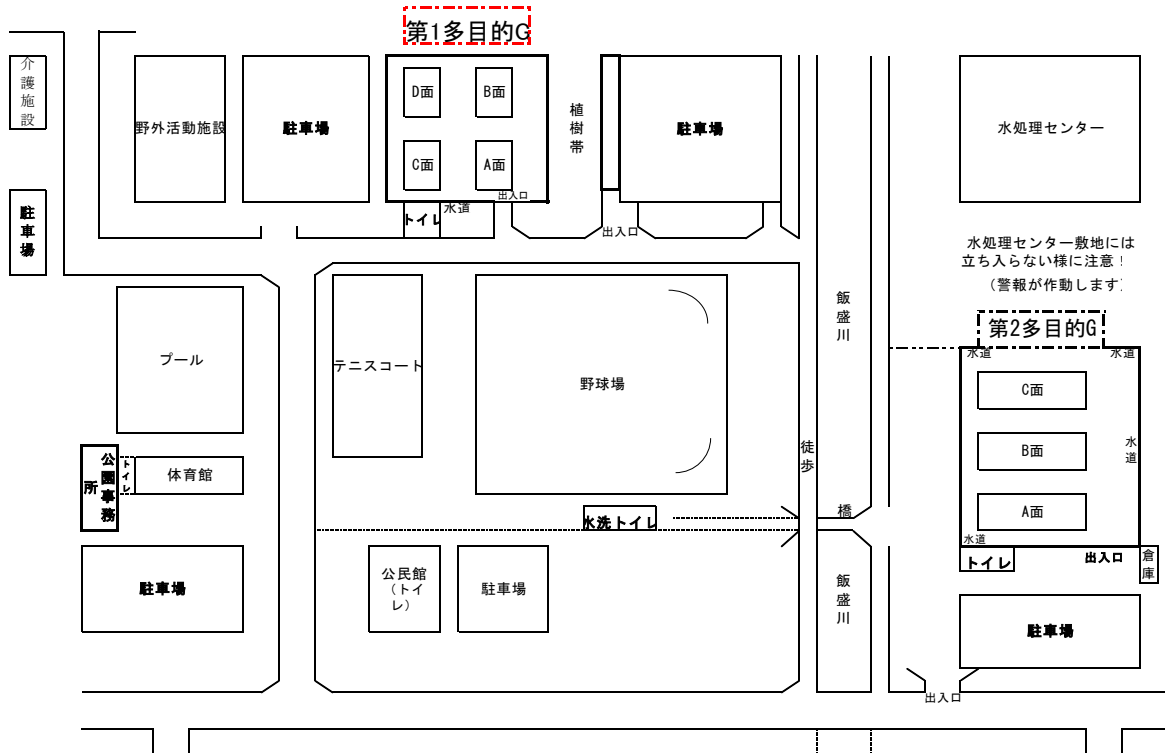 第1多目的G
介護施設
野外活動施設
駐車場
D面
B面
C面
A面
出入口
トイレ
水道
植樹帯
駐車場
出入口
水処理センター
駐車場
水処理センター敷地には
立ち入らない様に注意！
（警報が作動します）
飯盛川
第2多目的G
水道
水道
C面
B面
水道
A面
水道
トイレ
出入口
倉庫
駐車場
出入口
プール
テニスコート
野球場
徒歩
公園事務所
トイレ
体育館
水洗トイレ
橋
駐車場
公民館
（トイ
レ）
駐車場
飯盛川